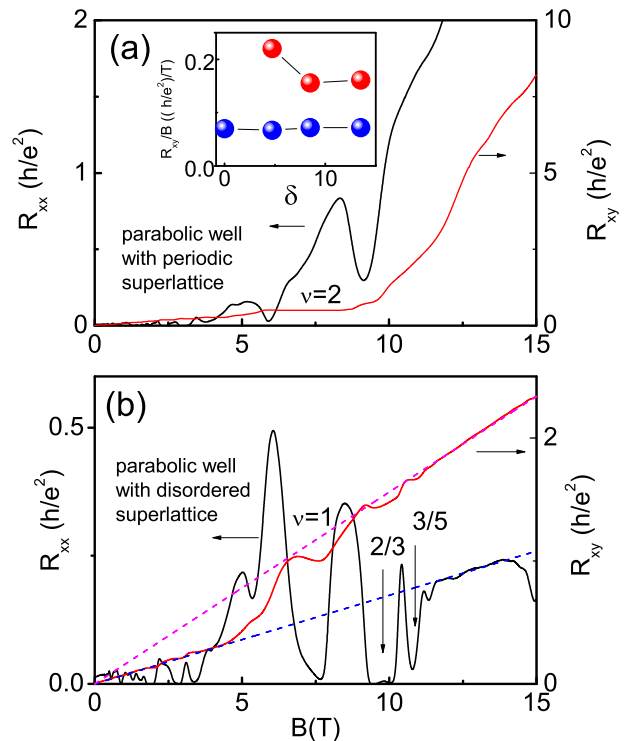 (a)
R_xx (h/e²)
2
1
0
R_xy/B ((h/e²)/T)
0.2
0.0
0
10
δ
parabolic well
with periodic
superlattice
ν=2
10
5
0
R_xy (h/e²)
0
5
10
15
(b)
R_xx (h/e²)
0.5
0.0
parabolic well
with disordered
superlattice
ν=1
2/3
3/5
2
0
R_xy (h/e²)
0
5
10
15
B(T)